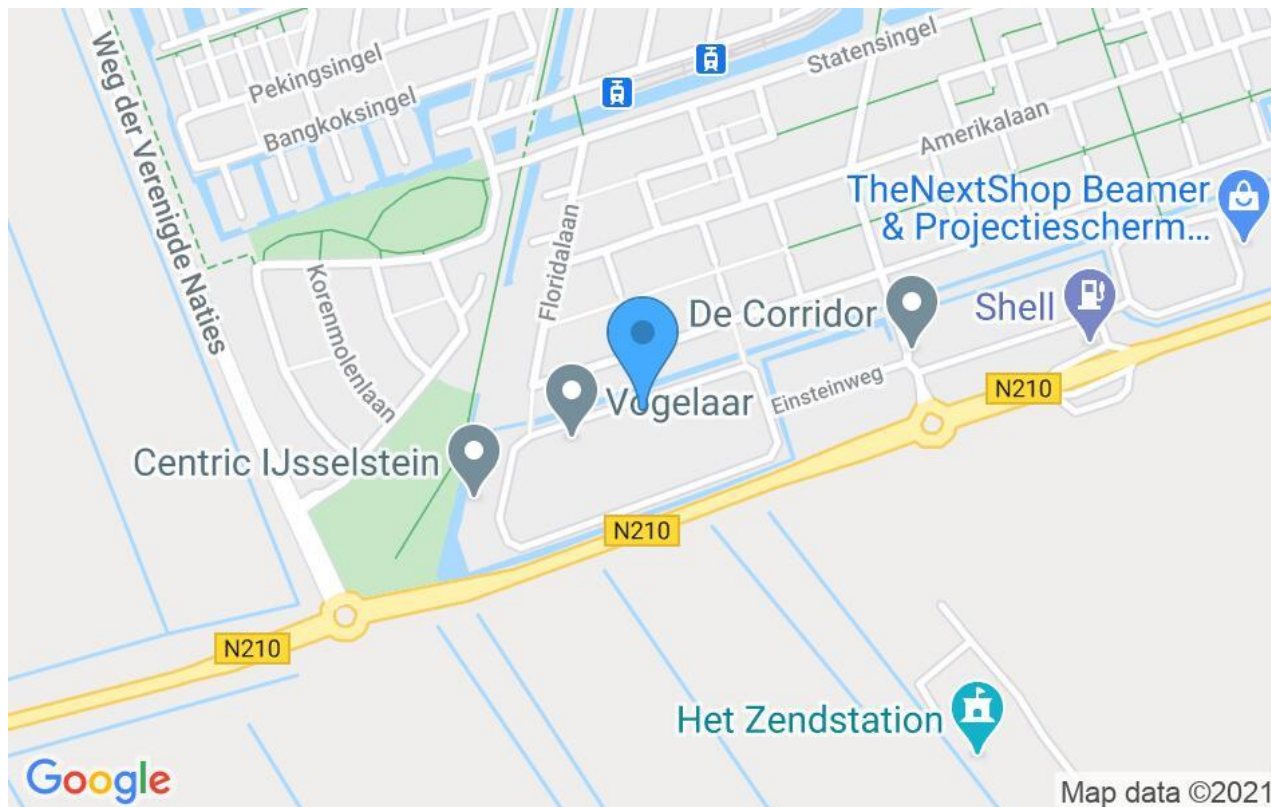 Weg der Verenigde Naties
Pekingsingel
Bangkoksingel
Statensingel
Amerikalaan
TheNextShop Beamer
& Projectiescherm...
Korenmolenlaan
Floridalaan
De Corridor
Shell
Einsteinweg
N210
Vogelaar
Centric IJsselstein
N210
N210
Het Zendstation
Google
Map data ©2021